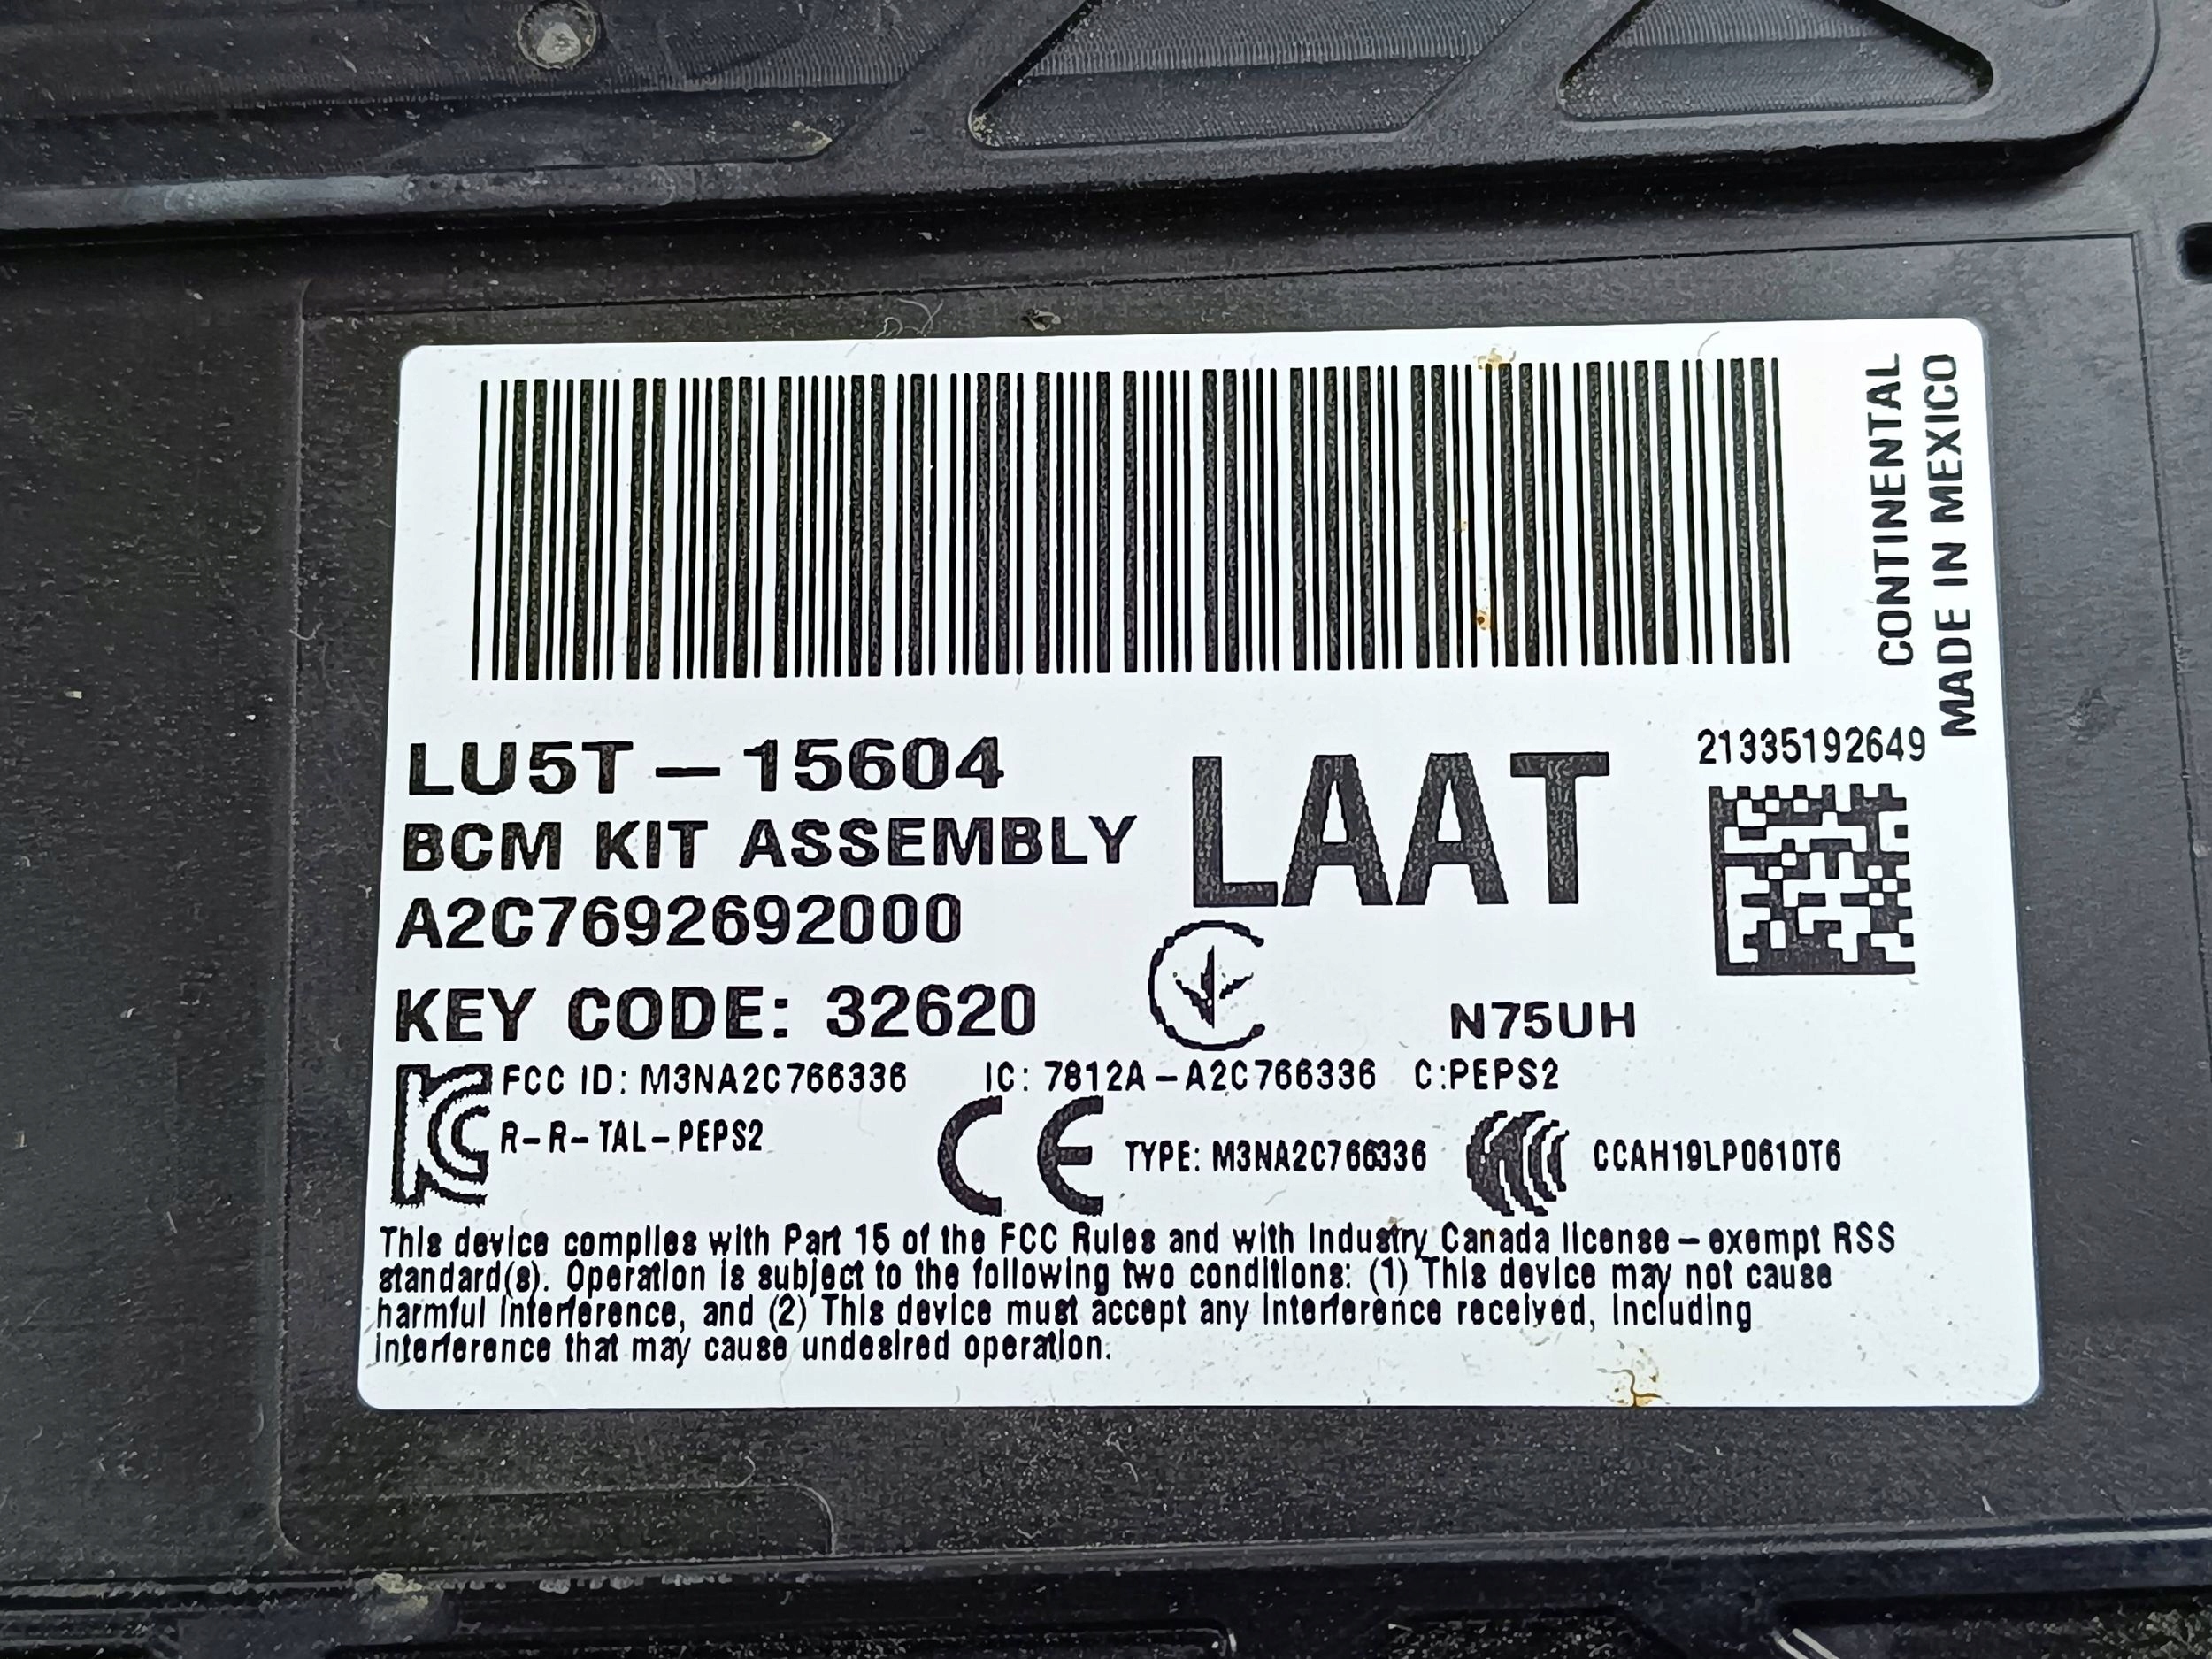 CONTINENTAL
MADE IN MEXICO
21335192649
LU5T-15604
BCM KIT ASSEMBLY
LAAT
A2C7692692000
KEY CODE: 32620
N75UH
FCC ID: M3NA2C766336 IC: 7812A-A2C766336 C:PEPS2
R-R-TAL-PEPS2
CE TYPE: M3NA2C766336 CCAH19LP0610T6
This device complies with Part 15 of the FCC Rules and with Industry Canada license-exempt RSS
standard(s). Operation is subject to the following two conditions: (1) This device may not cause
harmful interference, and (2) This device must accept any interference received, including
interference that may cause undesired operation.